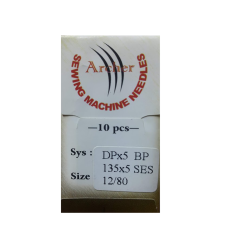 Archer
SEWING MACHINE NEEDLES
—10 pcs—
Sys : DPx5 BP
135x5 SES
Size 12/80